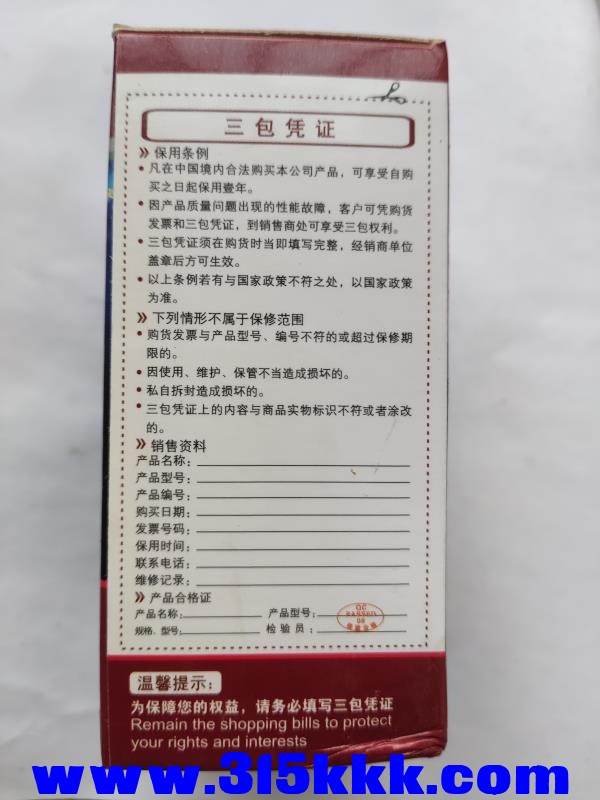 三包凭证
》保用条例
•凡在中国境内合法购买本公司产品，可享受自购
买之日起保用壹年。
•因产品质量问题出现的性能故障，客户可凭购货
发票和三包凭证，到销售商处可享受三包权利。
•三包凭证须在购货时当即填写完整，经销商单位
盖章后方可生效。
•以上条例若有与国家政策不符之处，以国家政策
为准。
》下列情形不属于保修范围
•购货发票与产品型号、编号不符的或超过保修期
限的。
•因使用、维护、保管不当造成损坏的。
•私自拆封造成损坏的。
•三包凭证上的内容与商品实物标识不符或者涂改
的。
》销售资料
产品名称：
产品型号：
产品编号：
购买日期：
发票号码：
保用时间：
联系电话：
维修记录：
》产品合格证
产品名称： 产品型号：
规格、型号： 检验员：
QC
PASSED
08
温馨提示：
为保障您的权益，请务必填写三包凭证
Remain the shopping bills to protect
your rights and interests
www.315kkk.com